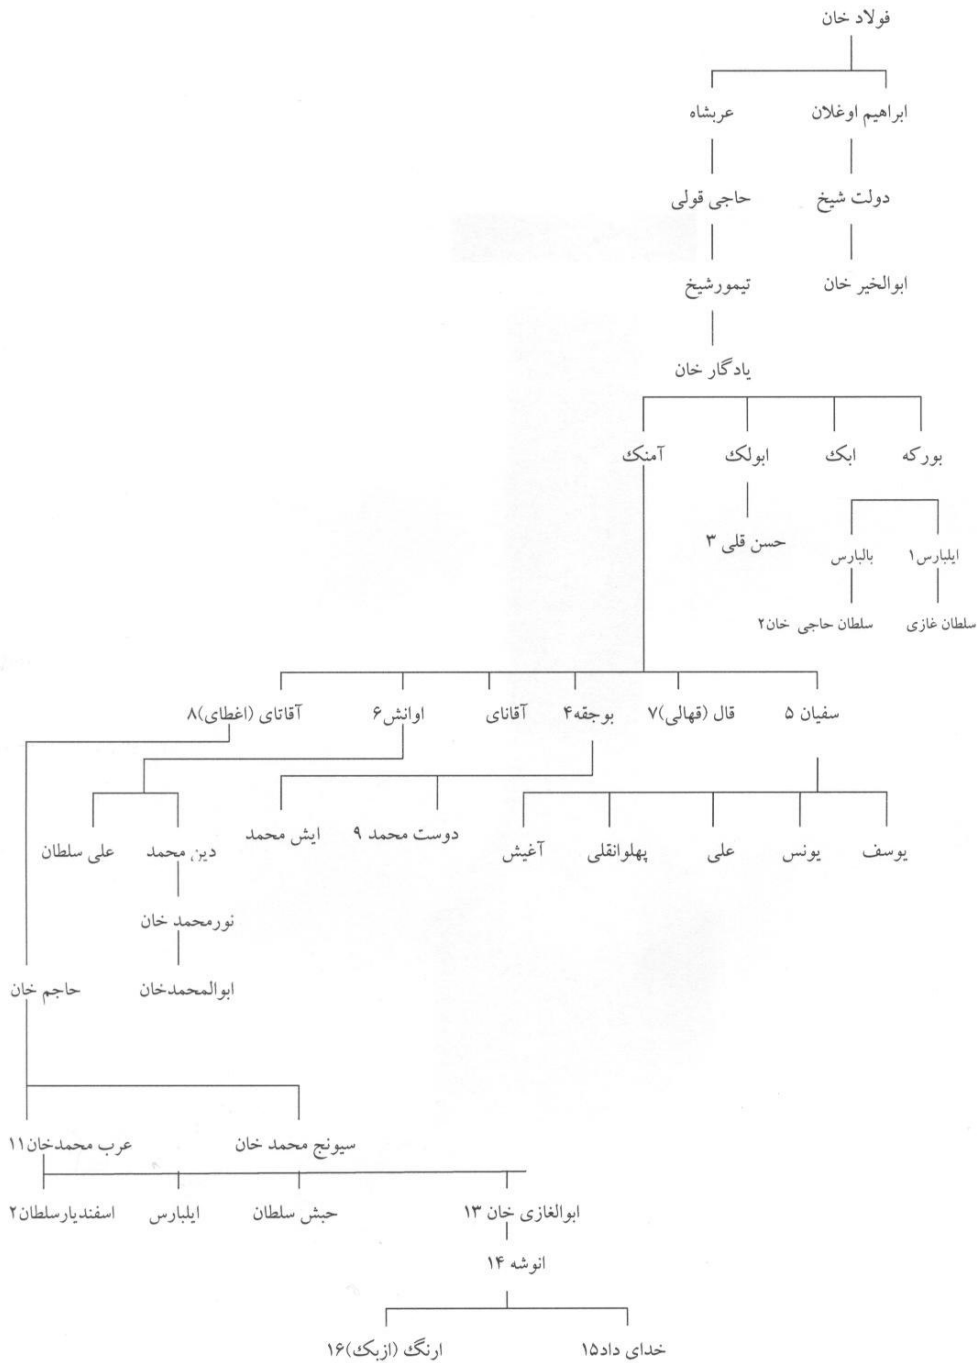 فولاد خان
ابراهیم اوغلان عربشاه
دولت شیخ حاجی قولی
ابوالخیر خان تیمورشیخ
یادگار خان
بورکه ابک ابولک آمنک
حسن قلی ۳
ایلبارس۱ بالبارس
سلطان غازی سلطان حاجی خان۲
سفیان ۵ قال (قهالی)۷ بوجقه۴ آقانای اوانش۶ آقاتای (اغطای)۸
دوست محمد ۹ ایش محمد
یوسف یونس علی پهلوانقلی آغیش دین محمد علی سلطان
نورمحمد خان
ابوالمحمدخان حاجم خان
سیونج محمد خان عرب محمدخان۱۱
ابوالغازی خان ۱۳ حبش سلطان ایلبارس اسفندیارسلطان۲
انوشه ۱۴
خدای داد۱۵ ارنگ (ازبک)۱۶